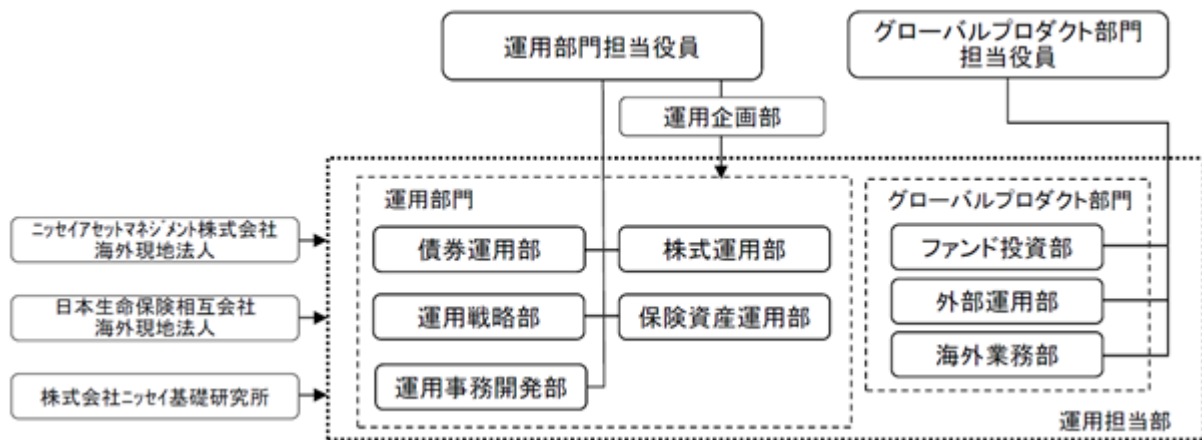 運用部門担当役員
グローバルプロダクト部門
担当役員
運用企画部
運用部門
グローバルプロダクト部門
ニッセイアセットマネジメント株式会社
海外現地法人
債券運用部
株式運用部
ファンド投資部
日本生命保険相互会社
海外現地法人
運用戦略部
保険資産運用部
外部運用部
海外業務部
株式会社ニッセイ基礎研究所
運用事務開発部
運用担当部